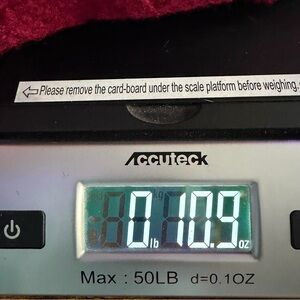 Please remove the card-board under the scale platform before weighing.
Accuteck
0 lb 10.9 oz
Max : 50LB d=0.1OZ